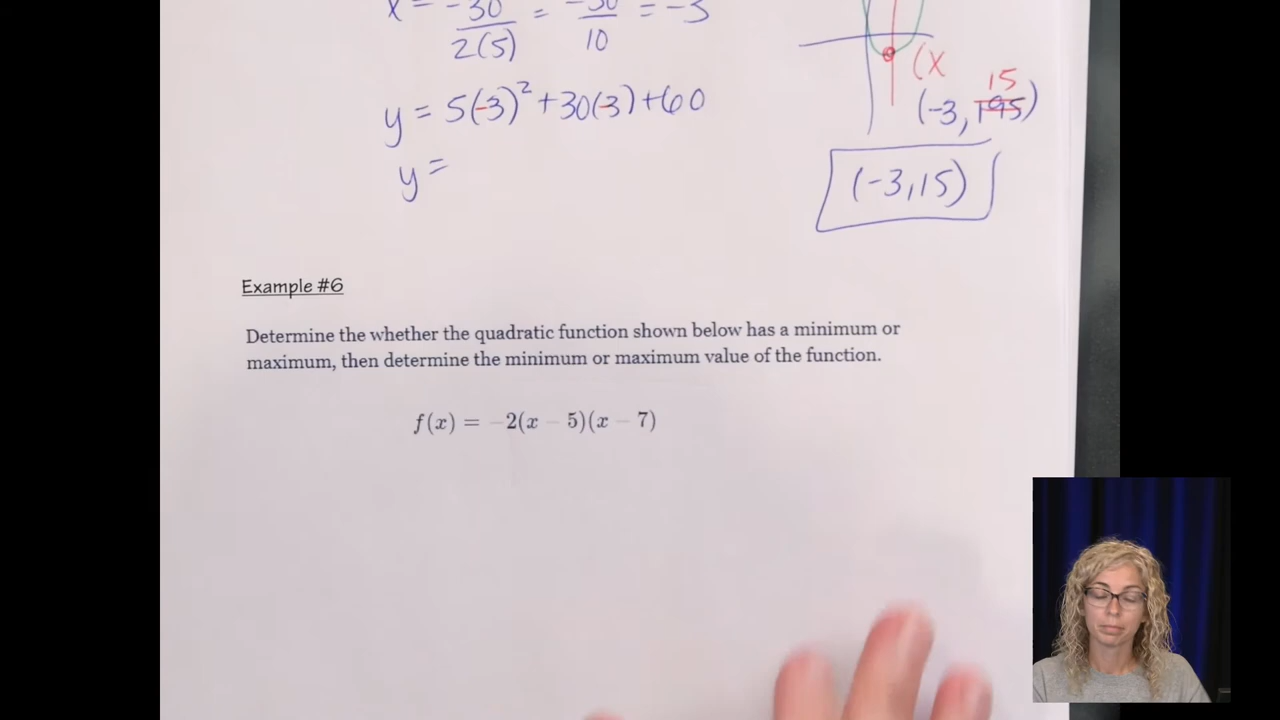 x = -30/2(5) = -30/10 = -3
(x
15
y = 5(-3)² + 30(-3) + 60
(-3, 195)
y =
(-3, 15)
Example #6
Determine the whether the quadratic function shown below has a minimum or
maximum, then determine the minimum or maximum value of the function.
f(x) = -2(x - 5)(x - 7)